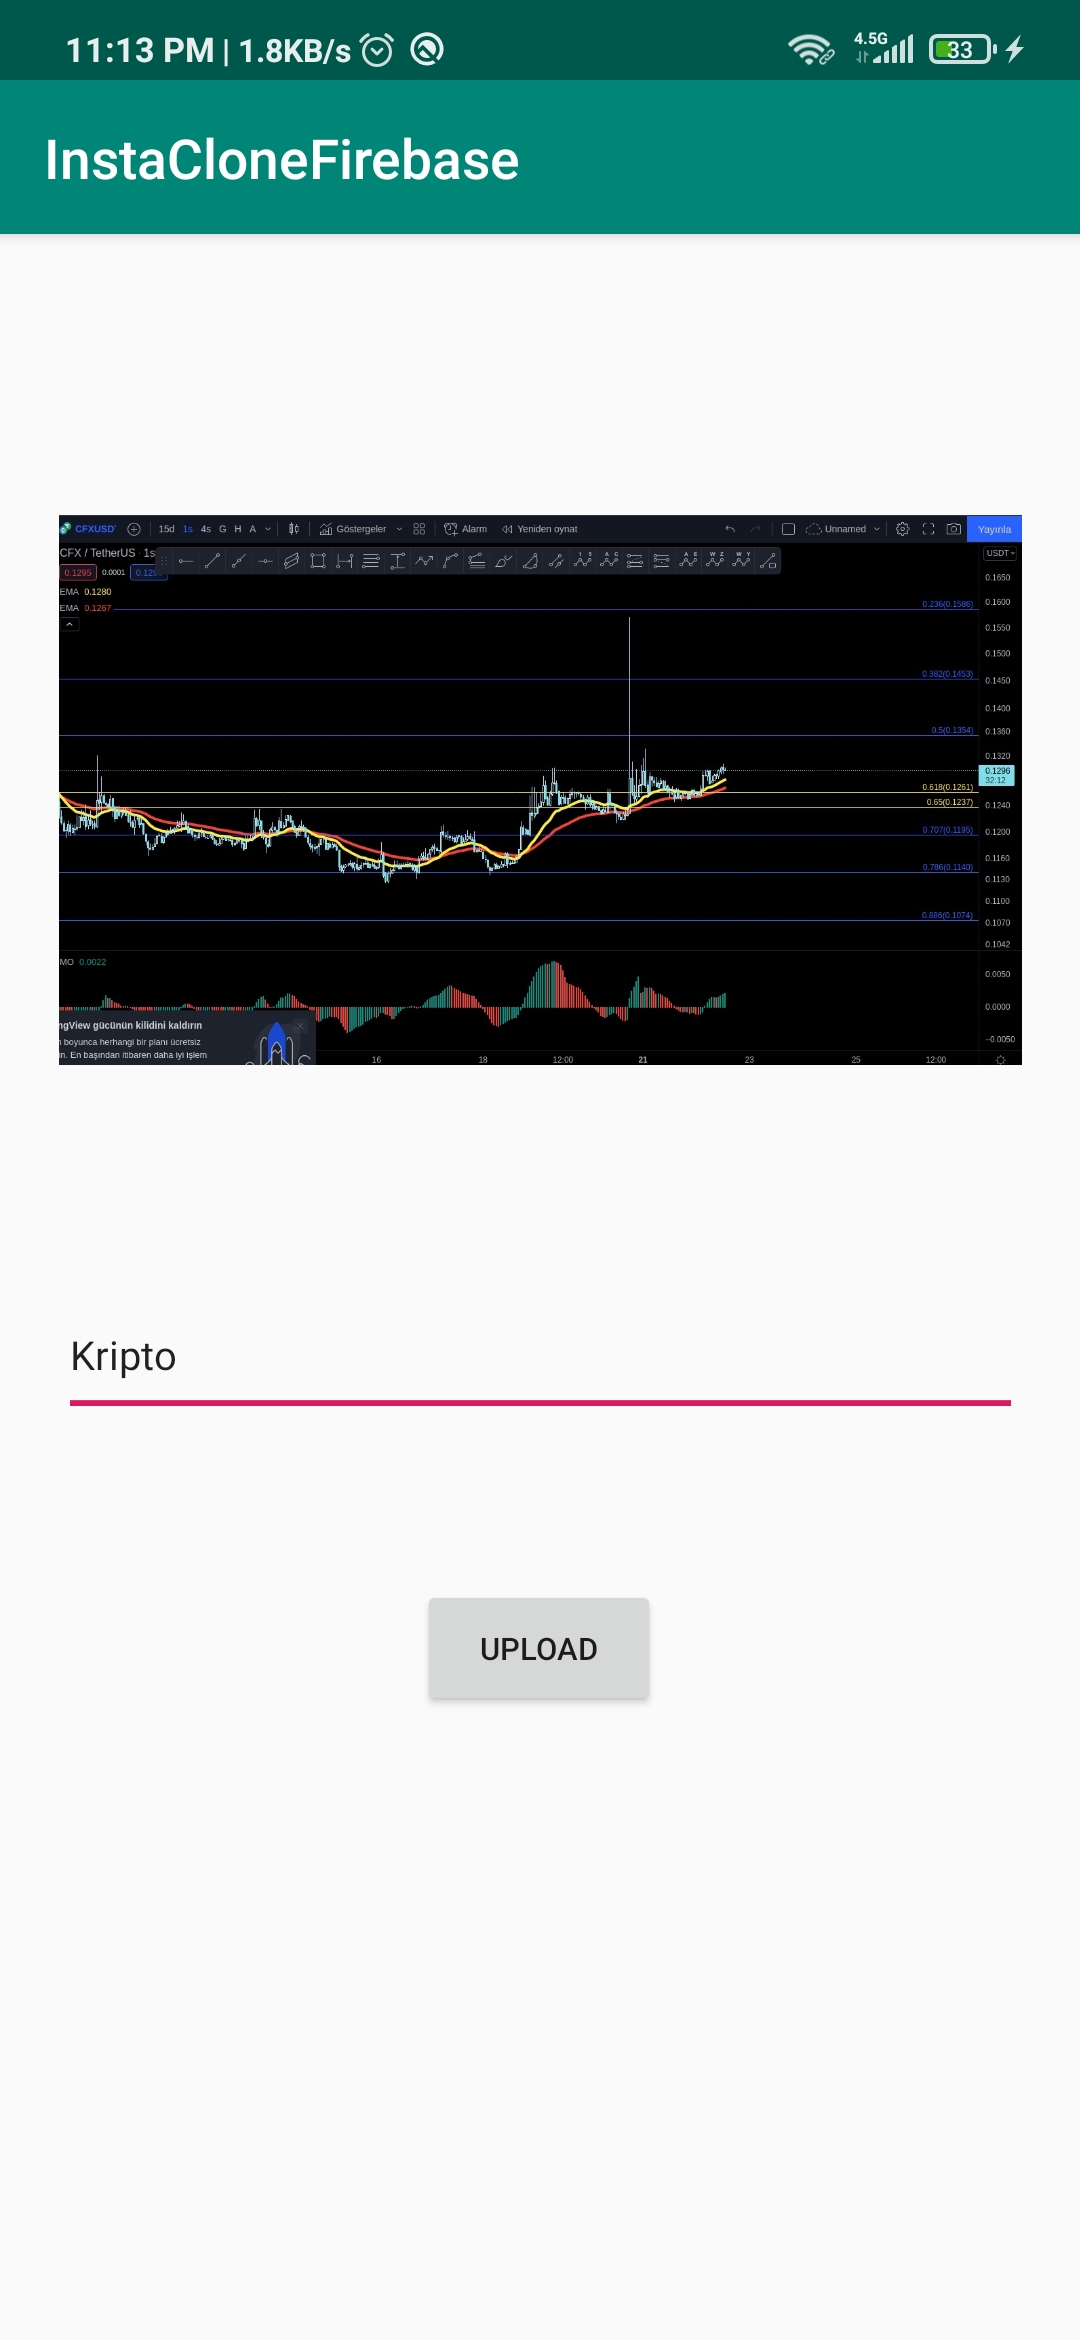 11:13 PM | 1.8KB/s
4.5G
33
InstaCloneFirebase
CFXUSD
15d 1s 4s G H A
Göstergeler
Alarm
Yeniden oynat
Unnamed
Yayınla
CFX / TetherUS · 1s
USDT
0.1295 0.0001
EMA 0.1280
EMA 0.1267
0.236(0.1586)
0.382(0.1453)
0.5(0.1354)
0.618(0.1261)
0.65(0.1237)
0.707(0.1195)
0.786(0.1140)
0.886(0.1074)
0.1650
0.1600
0.1550
0.1500
0.1450
0.1400
0.1360
0.1320
0.1296
32:12
0.1240
0.1200
0.1160
0.1130
0.1100
0.1070
0.1042
MO 0.0022
0.0050
0.0000
−0.0050
ngView gücünün kilidini kaldırın
boyunca herhangi bir planı ücretsiz
ın. En başından itibaren daha iyi işlem
16 18 12:00 21 23 25 12:00
Kripto
UPLOAD